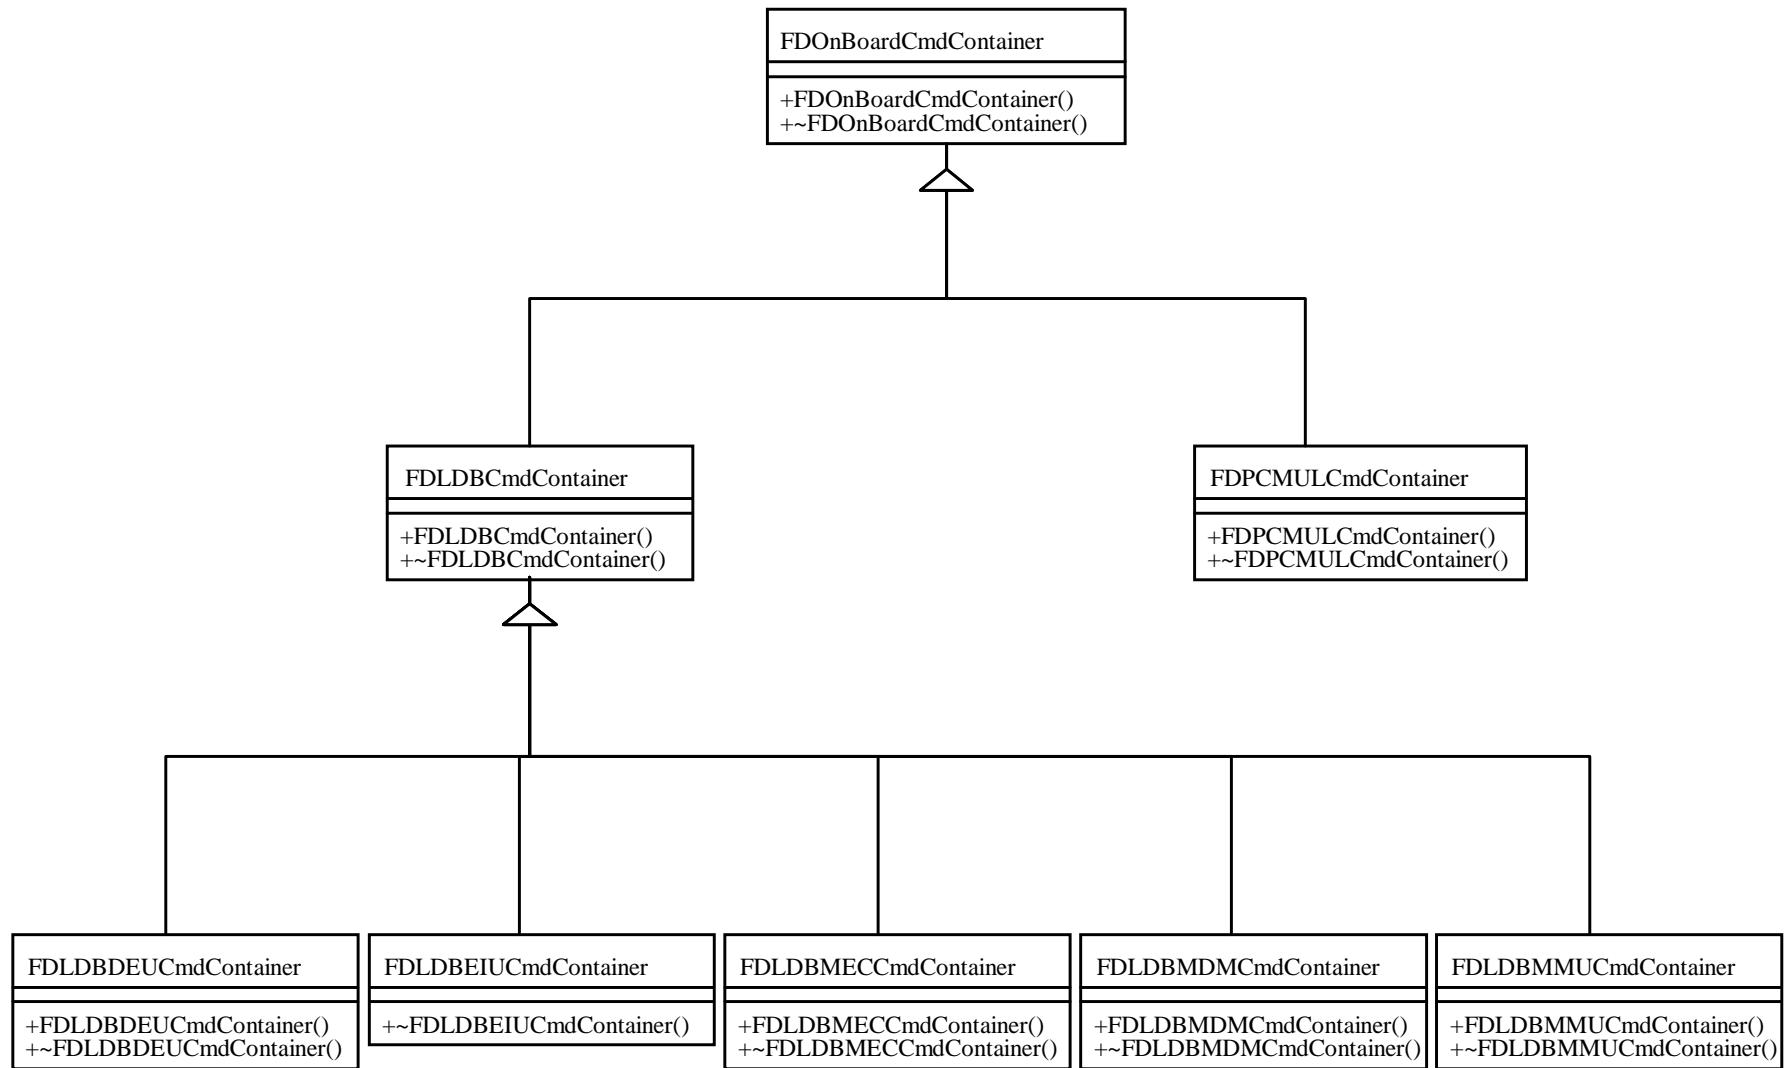 FDOnBoardCmdContainer
+FDOnBoardCmdContainer()
+~FDOnBoardCmdContainer()
FDLDBCmdContainer
+FDLDBCmdContainer()
+~FDLDBCmdContainer()
FDPCMULCmdContainer
+FDPCMULCmdContainer()
+~FDPCMULCmdContainer()
FDLDBDEUCmdContainer
+FDLDBDEUCmdContainer()
+~FDLDBDEUCmdContainer()
FDLDBEIUCmdContainer
+~FDLDBEIUCmdContainer()
FDLDBMECCmdContainer
+FDLDBMECCmdContainer()
+~FDLDBMECCmdContainer()
FDLDBMDMCmdContainer
+FDLDBMDMCmdContainer()
+~FDLDBMDMCmdContainer()
FDLDBMMUCmdContainer
+FDLDBMMUCmdContainer()
+~FDLDBMMUCmdContainer()